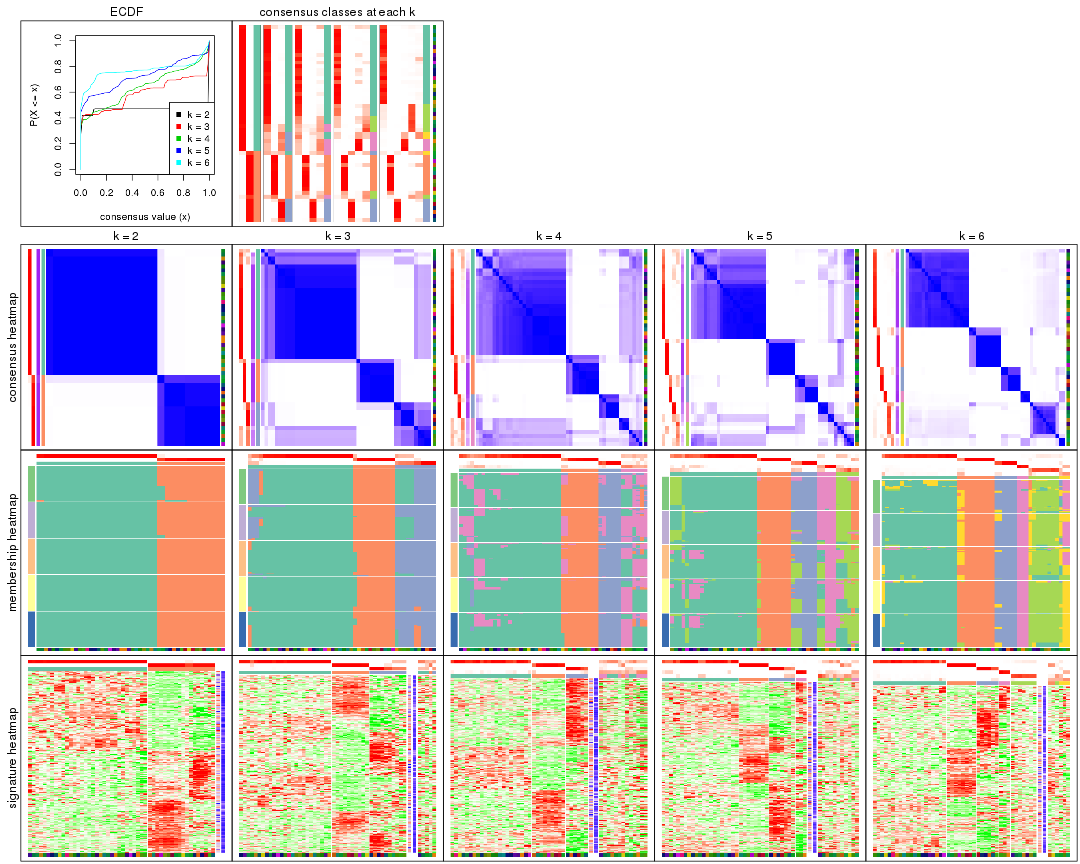 ECDF
consensus classes at each k
P(X <= x)
0.0
0.2
0.4
0.6
0.8
1.0
k = 2
k = 3
k = 4
k = 5
k = 6
0.0 0.2 0.4 0.6 0.8 1.0
consensus value (x)
k = 2
k = 3
k = 4
k = 5
k = 6
consensus heatmap
membership heatmap
signature heatmap